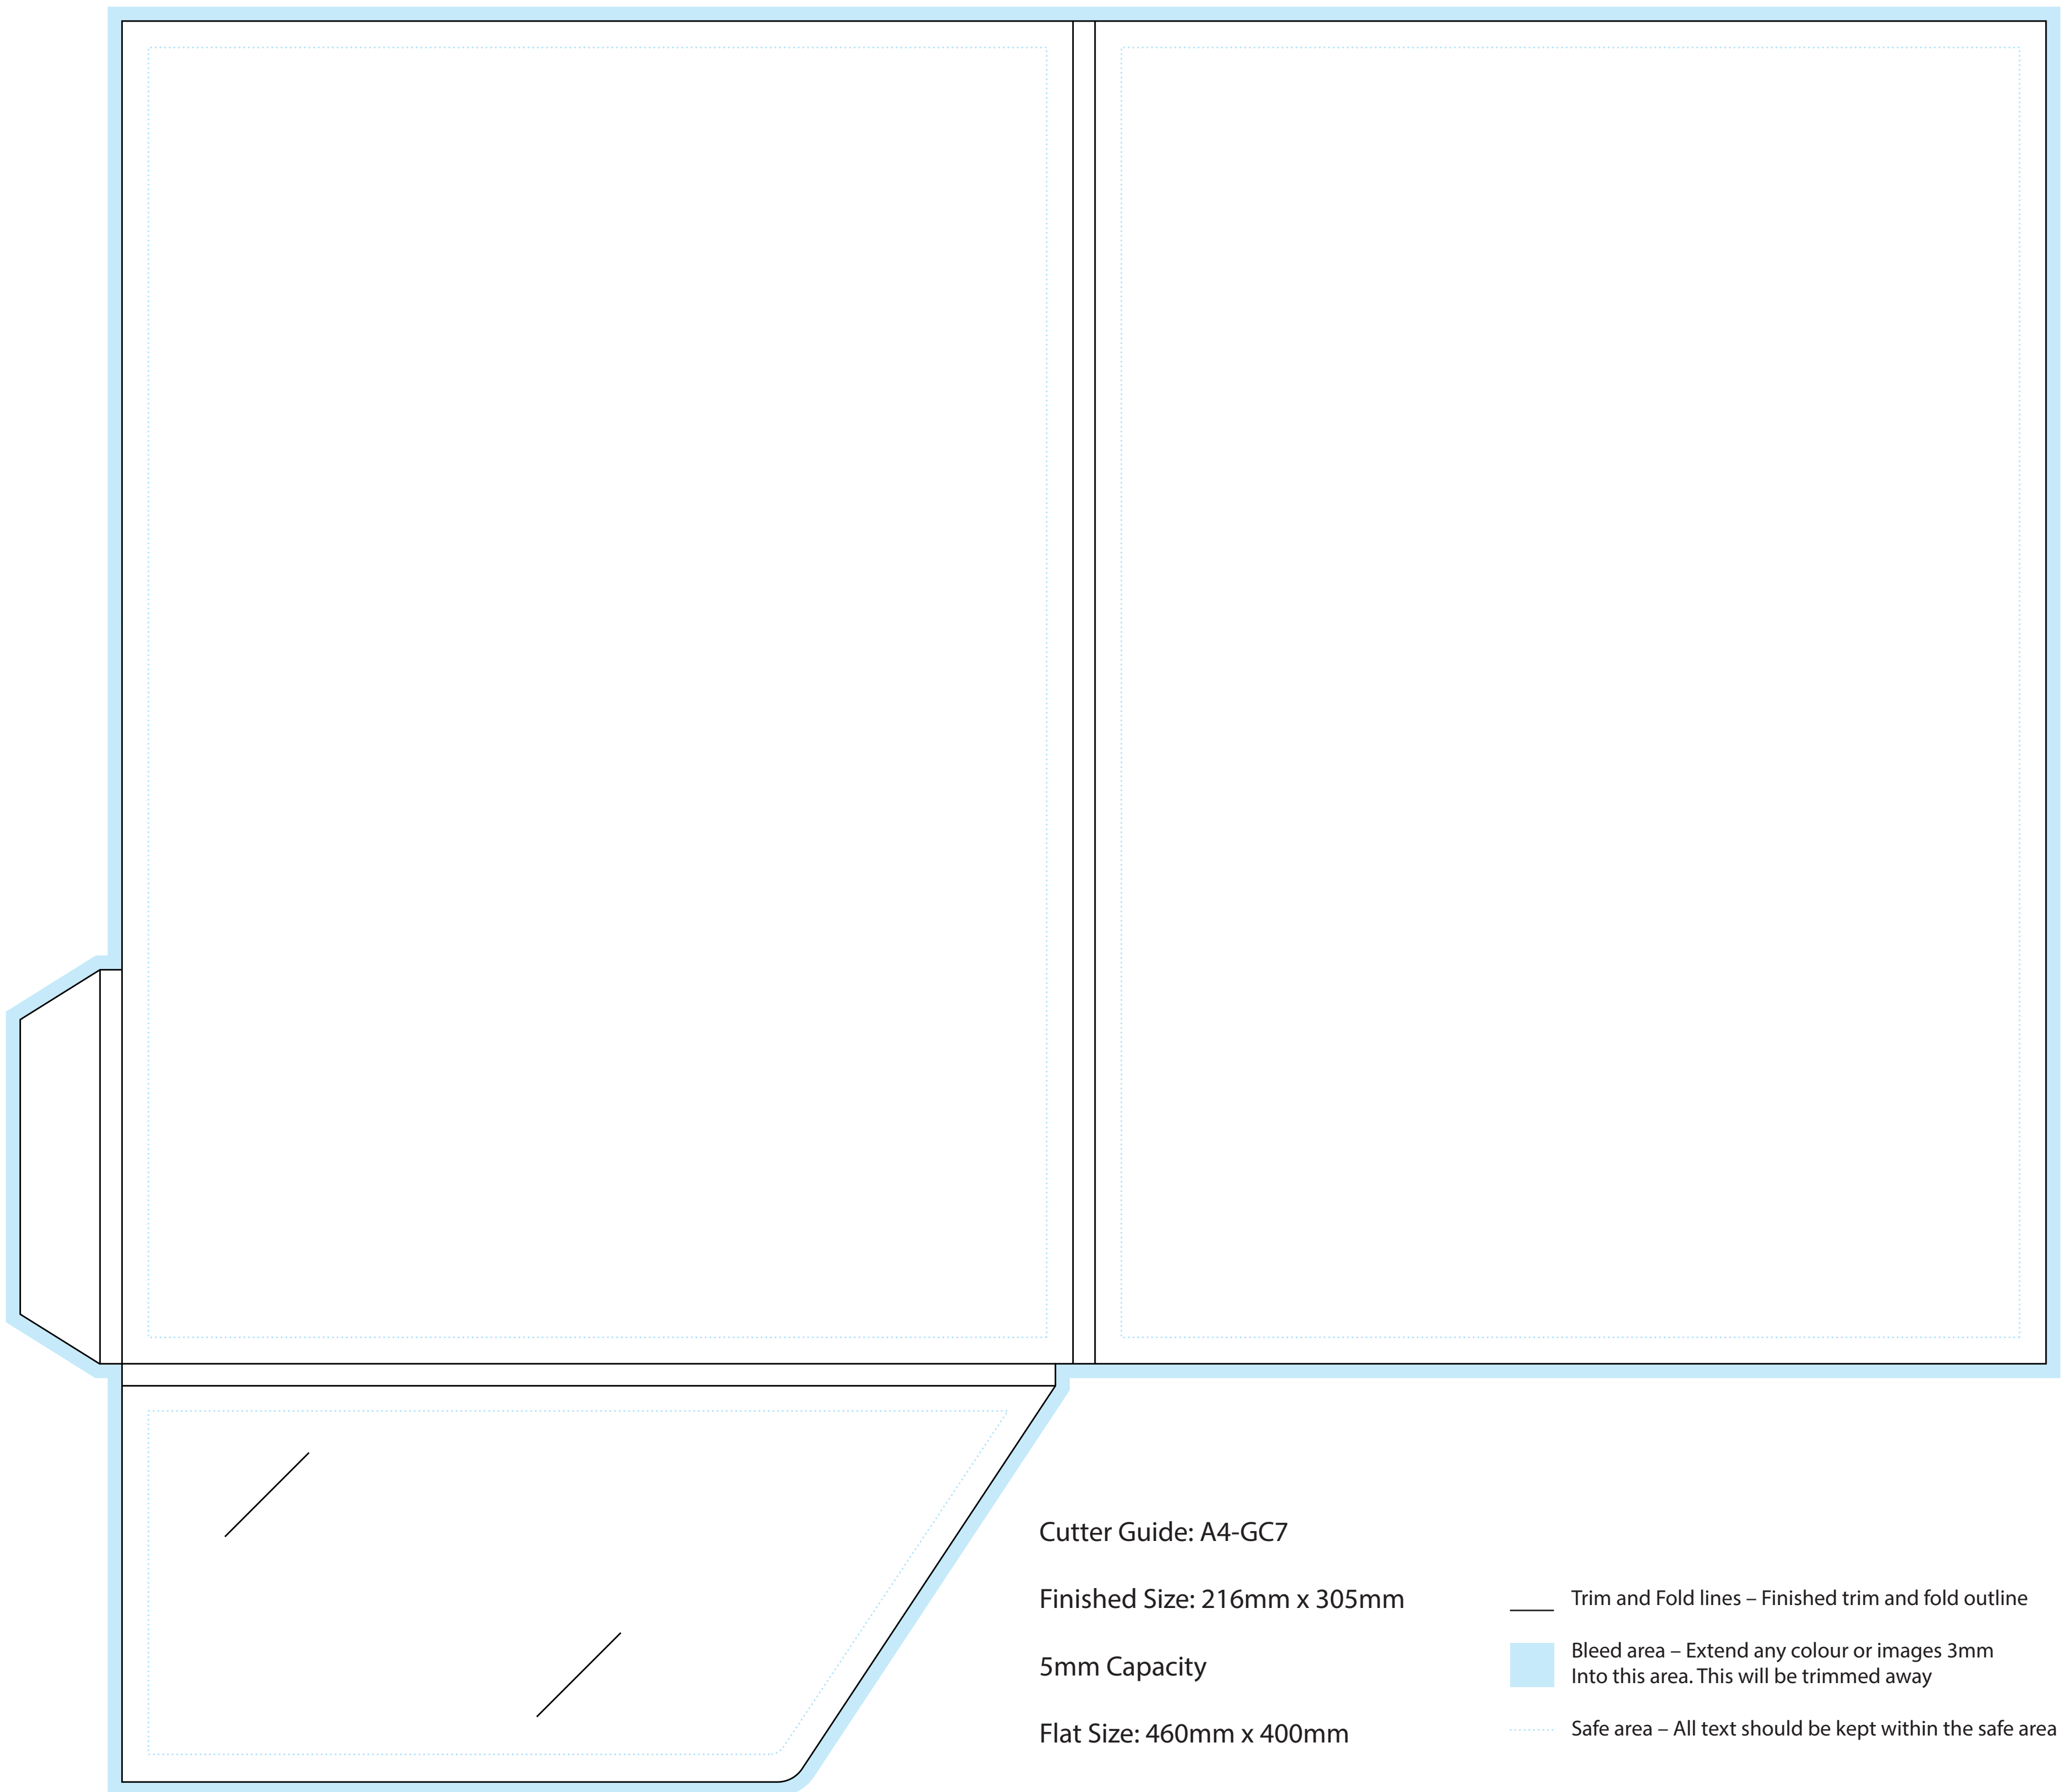 Cutter Guide: A4-GC7
Finished Size: 216mm x 305mm
5mm Capacity
Flat Size: 460mm x 400mm
Trim and Fold lines – Finished trim and fold outline
Bleed area – Extend any colour or images 3mm
Into this area. This will be trimmed away
Safe area – All text should be kept within the safe area